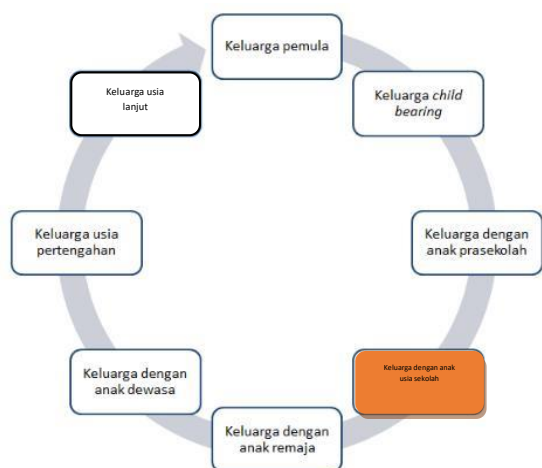 Keluarga pemula
Keluarga child
bearing
Keluarga dengan
anak prasekolah
Keluarga dengan anak
usia sekolah
Keluarga dengan
anak remaja
Keluarga dengan
anak dewasa
Keluarga usia
pertengahan
Keluarga usia
lanjut